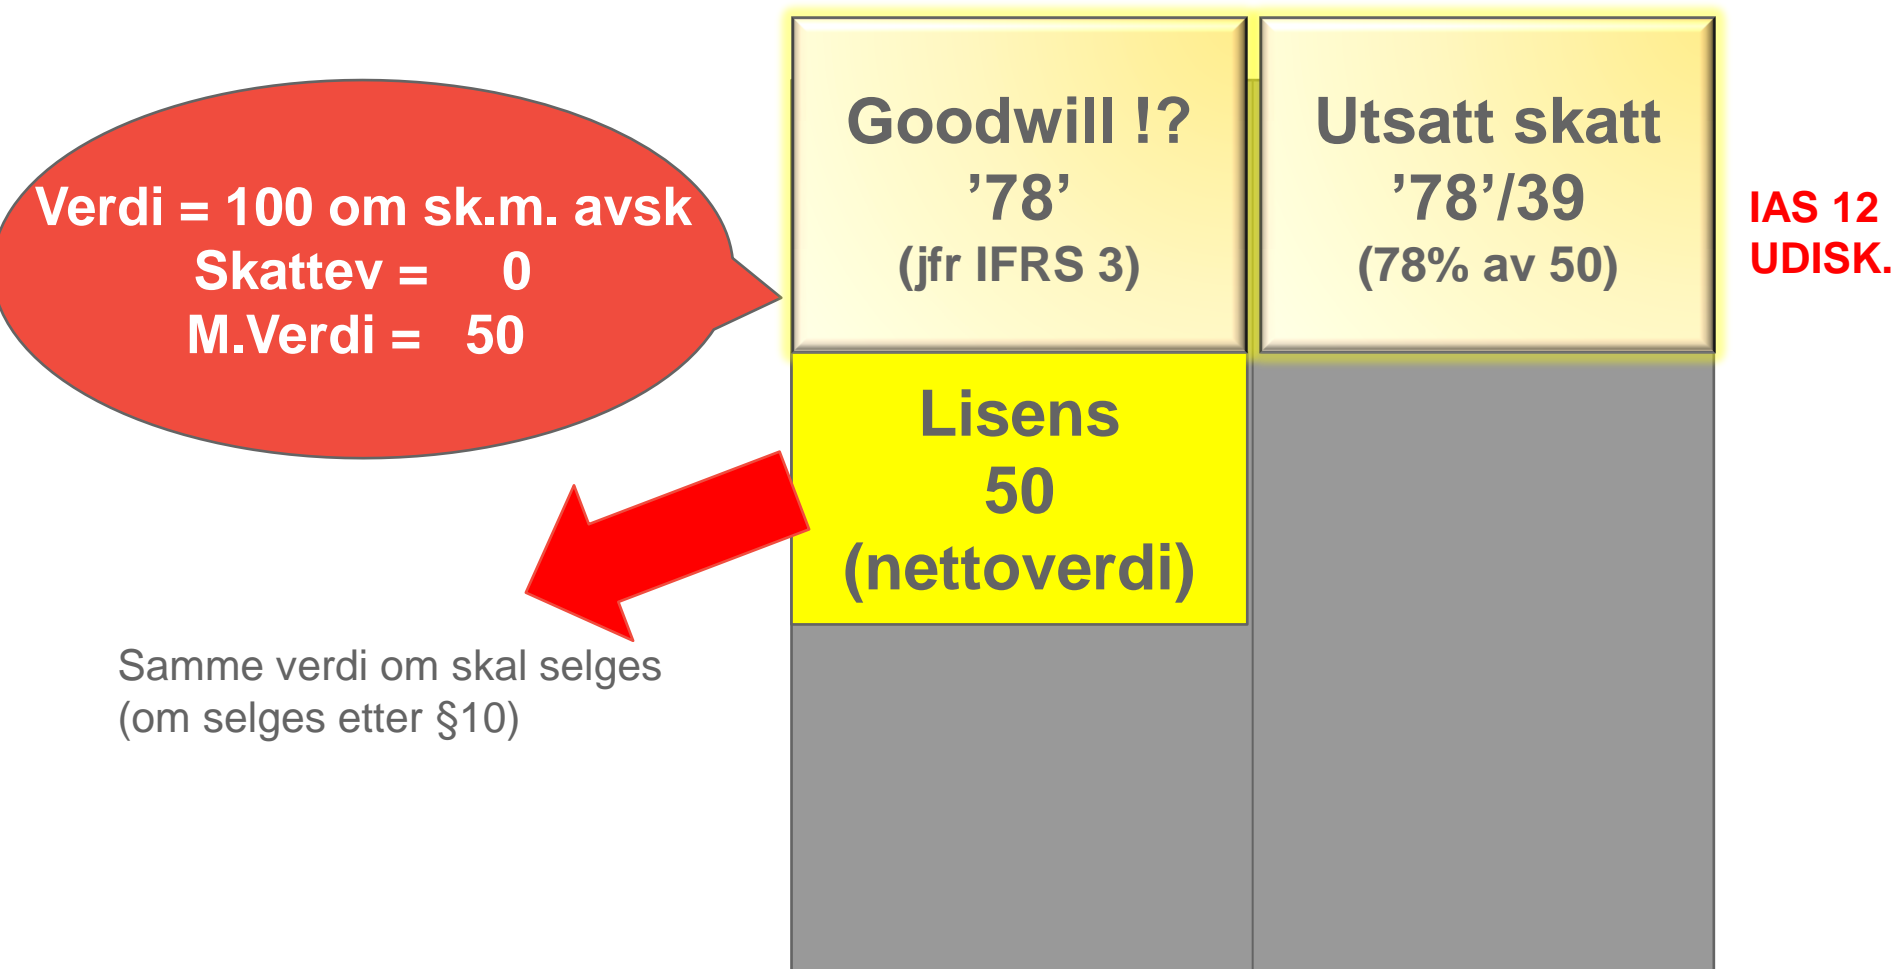 Verdi = 100 om sk.m. avsk
Skattev = 0
M.Verdi = 50
Goodwill !?
’78’
(jfr IFRS 3)
Utsatt skatt
’78’/39
(78% av 50)
IAS 12
UDISK.
Lisens
50
(nettoverdi)
Samme verdi om skal selges
(om selges etter §10)